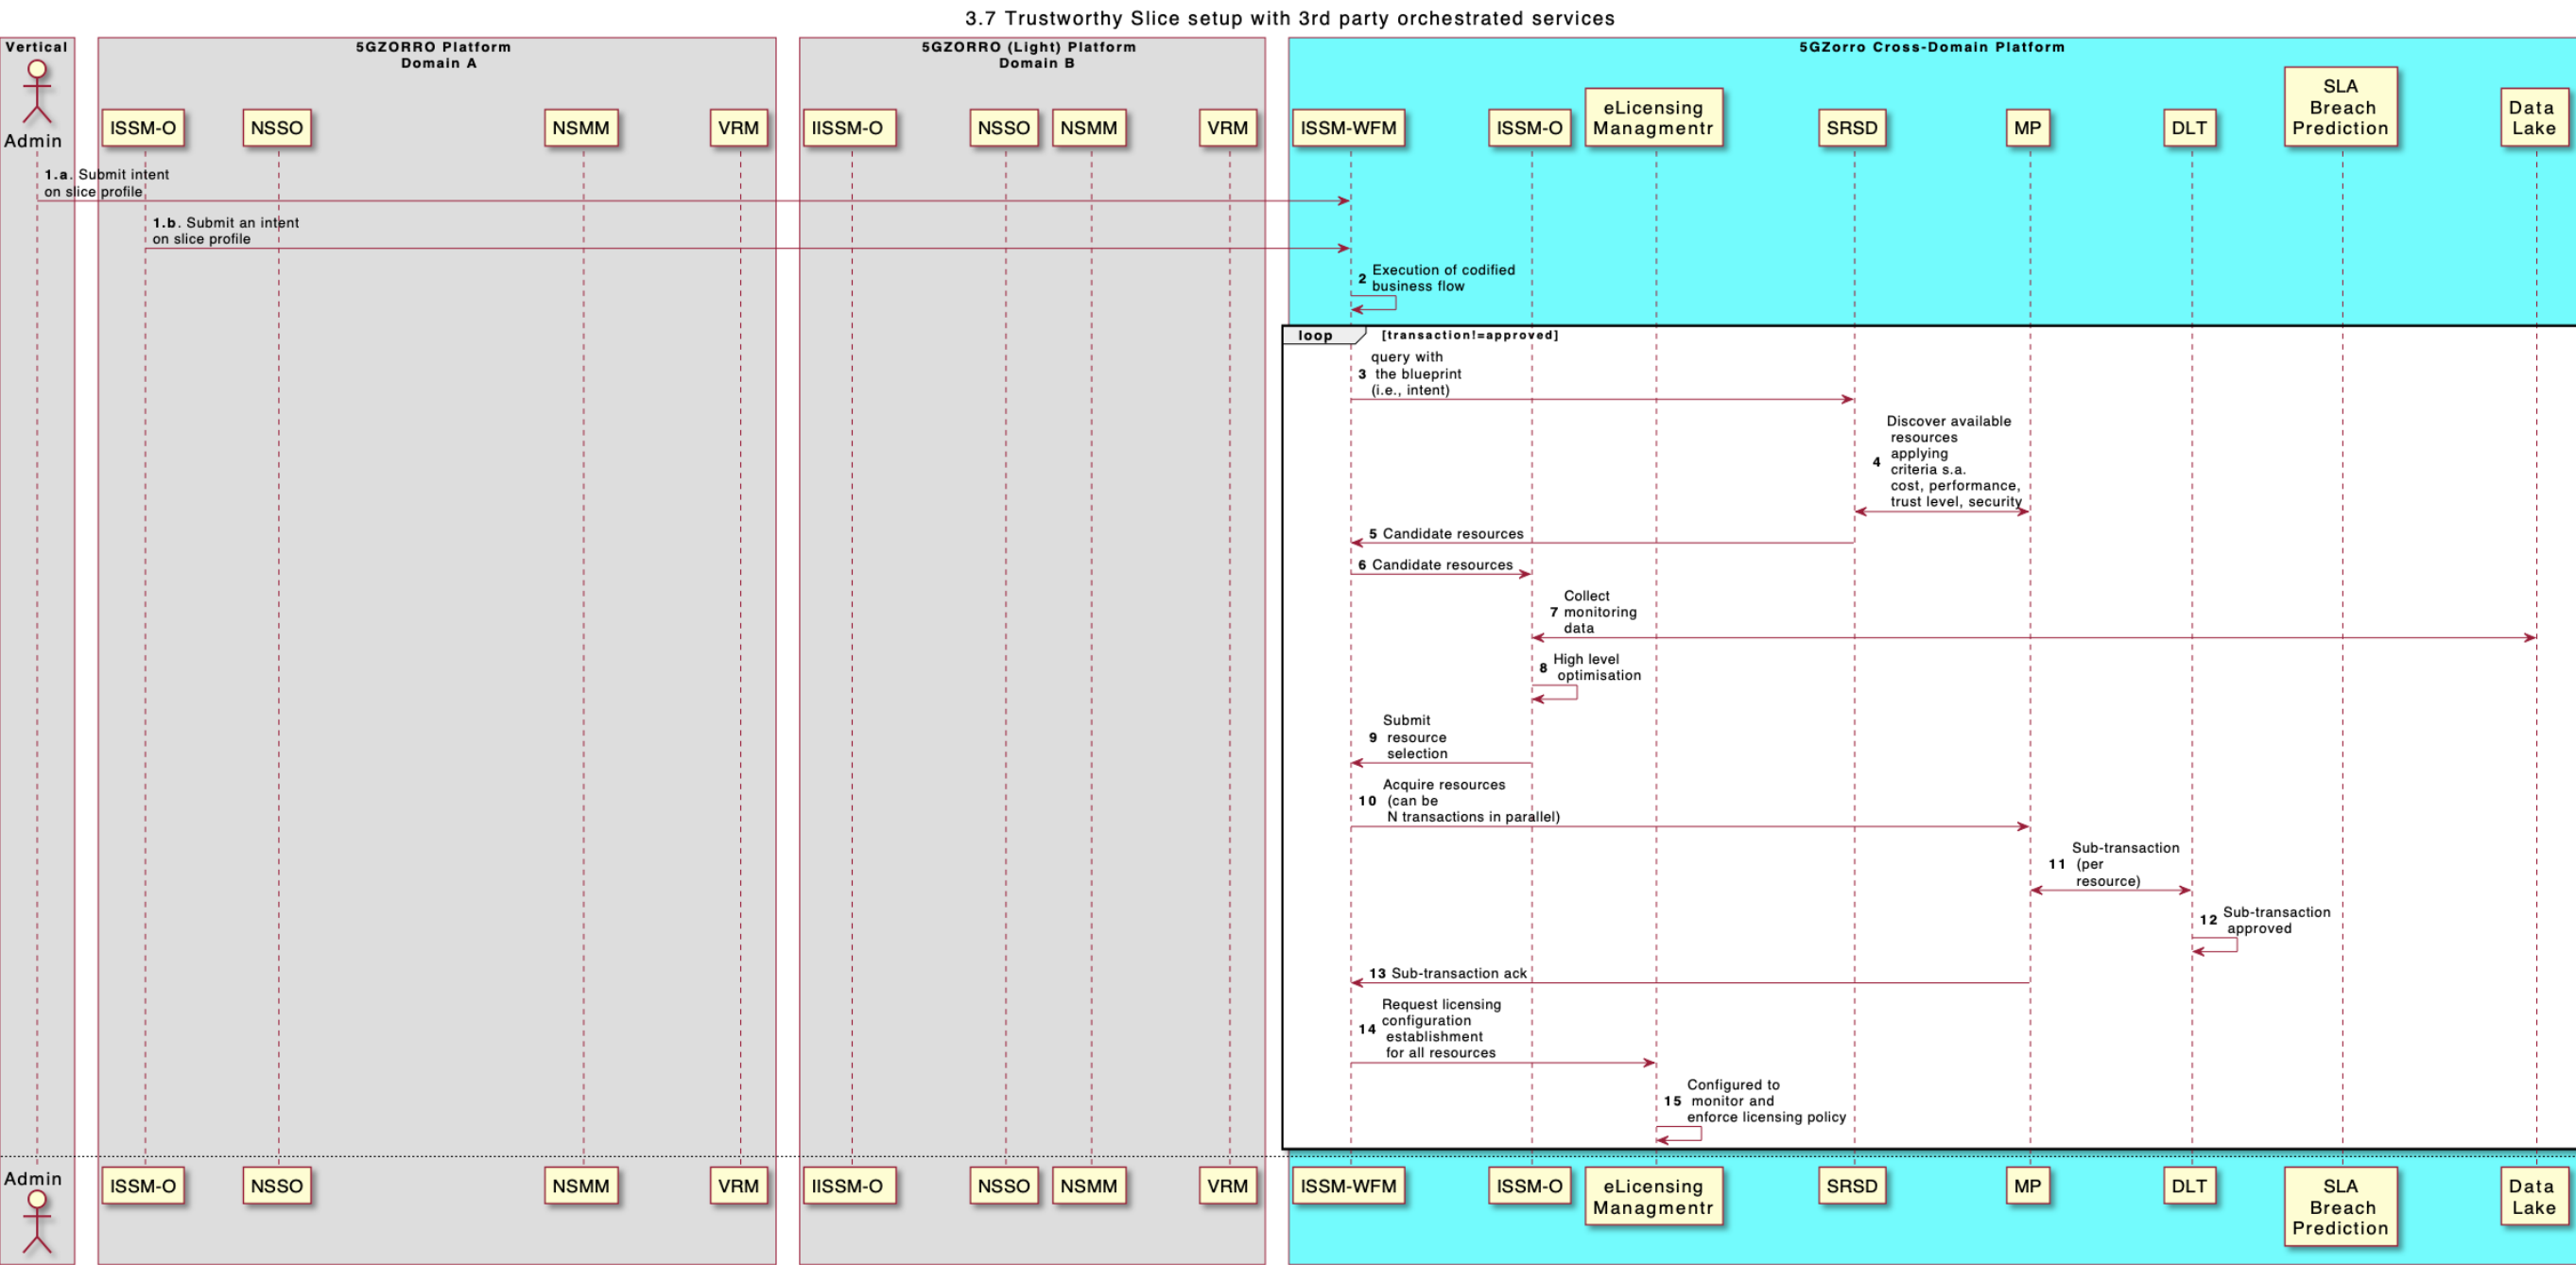 3.7 Trustworthy Slice setup with 3rd party orchestrated services
Vertical
5GZORRO Platform
Domain A
5GZORRO (Light) Platform
Domain B
5GZorro Cross-Domain Platform
Admin
ISSM-O
NSSO
NSMM
VRM
IISSM-O
NSSO
NSMM
VRM
ISSM-WFM
ISSM-O
eLicensing
Managmentr
SRSD
MP
DLT
SLA
Breach
Prediction
Data
Lake
1.a. Submit intent
on slice profile
1.b. Submit an intent
on slice profile
2 Execution of codified
business flow
loop [transaction!=approved]
query with
3 the blueprint
(i.e., intent)
Discover available
resources
applying
4 criteria s.a.
cost, performance,
trust level, security
5 Candidate resources
6 Candidate resources
Collect
7 monitoring
data
8 High level
optimisation
Submit
9 resource
selection
Acquire resources
10 (can be
N transactions in parallel)
Sub-transaction
11 (per
resource)
12 Sub-transaction
approved
13 Sub-transaction ack
Request licensing
configuration
14 establishment
for all resources
Configured to
15 monitor and
enforce licensing policy
Admin
ISSM-O
NSSO
NSMM
VRM
IISSM-O
NSSO
NSMM
VRM
ISSM-WFM
ISSM-O
eLicensing
Managmentr
SRSD
MP
DLT
SLA
Breach
Prediction
Data
Lake